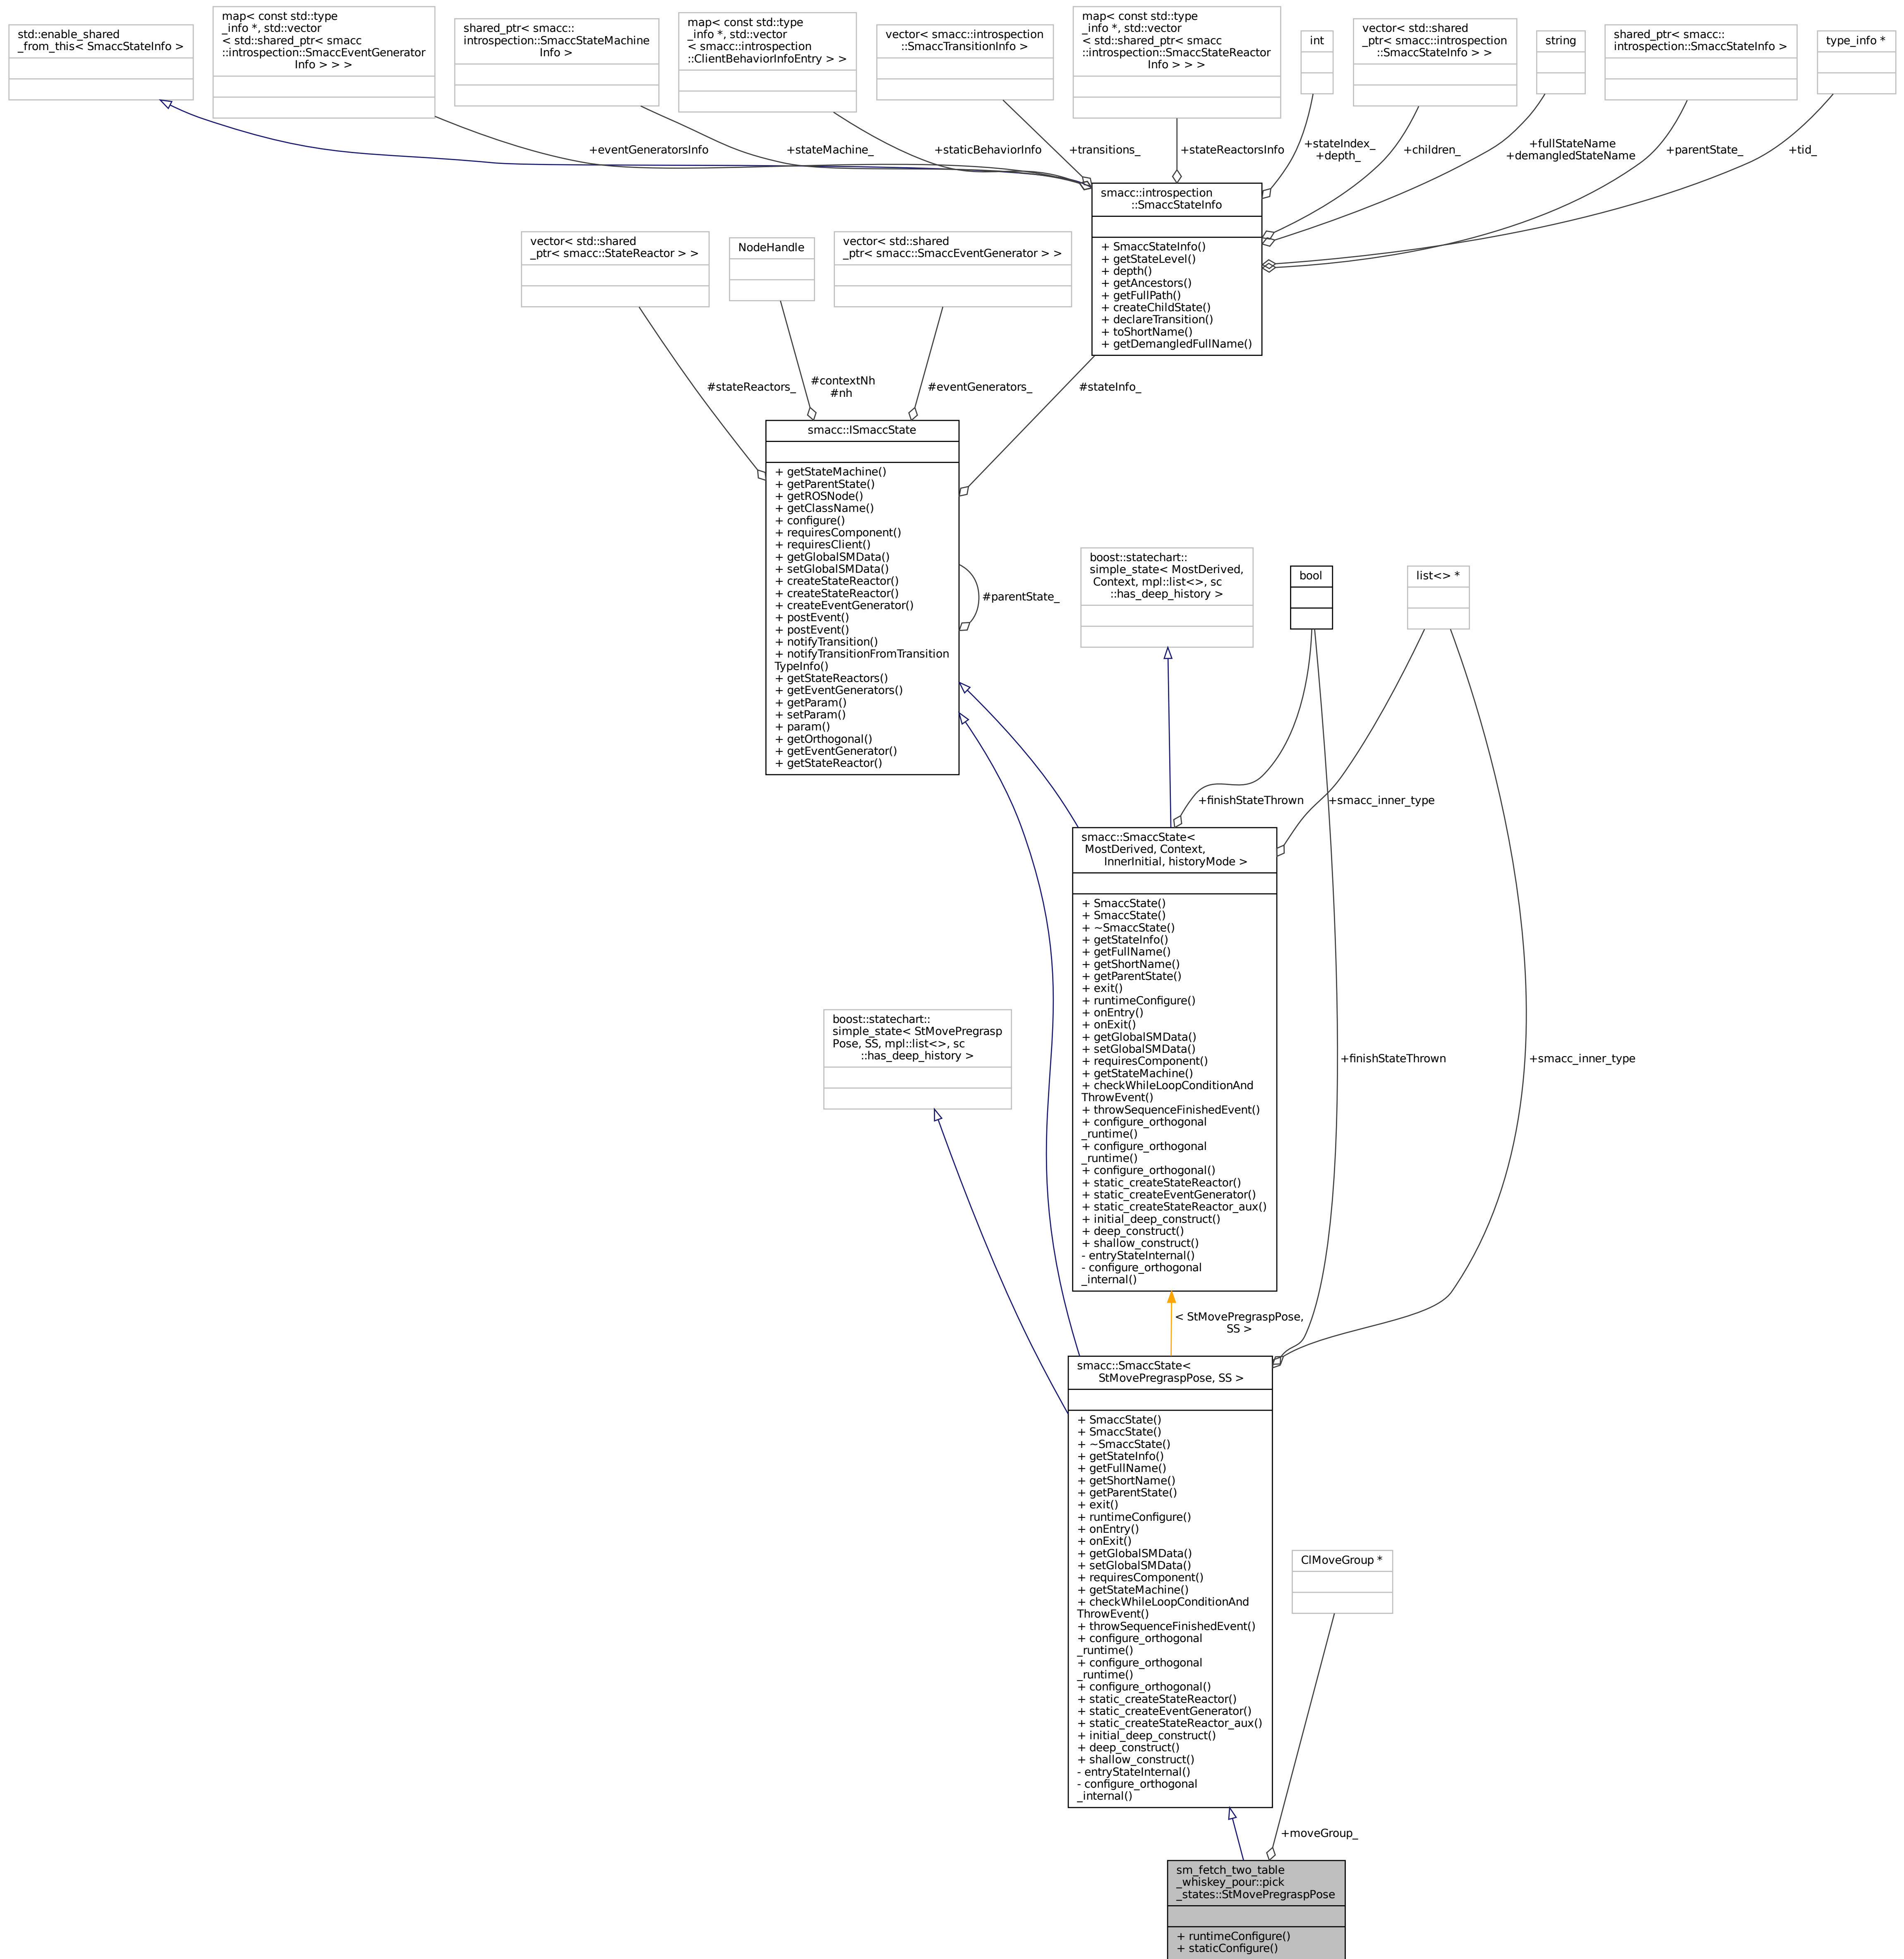 std::enable_shared
_from_this< SmaccStateInfo >
map< const std::type
_info *, std::vector
< std::shared_ptr< smacc
::introspection::SmaccEventGenerator
Info > > >
shared_ptr< smacc::
introspection::SmaccStateMachine
Info >
map< const std::type
_info *, std::vector
< smacc::introspection
::ClientBehaviorInfoEntry > >
vector< smacc::introspection
::SmaccTransitionInfo >
map< const std::type
_info *, std::vector
< std::shared_ptr< smacc
::introspection::SmaccStateReactor
Info > > >
int
vector< std::shared
_ptr< smacc::introspection
::SmaccStateInfo > >
string
shared_ptr< smacc::
introspection::SmaccStateInfo >
type_info *
+eventGeneratorsInfo
+stateMachine_
+staticBehaviorInfo
+transitions_
+stateReactorsInfo
+stateIndex_
+depth_
+children_
+fullStateName
+demangledStateName
+parentState_
+tid_
smacc::introspection
::SmaccStateInfo
+ SmaccStateInfo()
+ getStateLevel()
+ depth()
+ getAncestors()
+ getFullPath()
+ createChildState()
+ declareTransition()
+ toShortName()
+ getDemangledFullName()
vector< std::shared
_ptr< smacc::StateReactor > >
NodeHandle
vector< std::shared
_ptr< smacc::SmaccEventGenerator > >
#stateReactors_
#contextNh
#nh
#eventGenerators_
#stateInfo_
smacc::ISmaccState
+ getStateMachine()
+ getParentState()
+ getROSNode()
+ getClassName()
+ configure()
+ requiresComponent()
+ requiresClient()
+ getGlobalSMData()
+ setGlobalSMData()
+ createStateReactor()
+ createStateReactor()
+ createEventGenerator()
+ postEvent()
+ postEvent()
+ notifyTransition()
+ notifyTransitionFromTransition
TypeInfo()
+ getStateReactors()
+ getEventGenerators()
+ getParam()
+ setParam()
+ param()
+ getOrthogonal()
+ getEventGenerator()
+ getStateReactor()
#parentState_
boost::statechart::
simple_state< MostDerived,
Context, mpl::list<>, sc
::has_deep_history >
bool
list<> *
+finishStateThrown
+smacc_inner_type
smacc::SmaccState<
MostDerived, Context,
InnerInitial, historyMode >
+ SmaccState()
+ SmaccState()
+ ~SmaccState()
+ getStateInfo()
+ getFullName()
+ getShortName()
+ getParentState()
+ exit()
+ runtimeConfigure()
+ onEntry()
+ onExit()
+ getGlobalSMData()
+ setGlobalSMData()
+ requiresComponent()
+ getStateMachine()
+ checkWhileLoopConditionAnd
ThrowEvent()
+ throwSequenceFinishedEvent()
+ configure_orthogonal
_runtime()
+ configure_orthogonal
_runtime()
+ configure_orthogonal()
+ static_createStateReactor()
+ static_createEventGenerator()
+ static_createStateReactor_aux()
+ initial_deep_construct()
+ deep_construct()
+ shallow_construct()
- entryStateInternal()
- configure_orthogonal
_internal()
boost::statechart::
simple_state< StMovePregrasp
Pose, SS, mpl::list<>, sc
::has_deep_history >
+finishStateThrown
+smacc_inner_type
< StMovePregraspPose,
SS >
smacc::SmaccState<
StMovePregraspPose, SS >
+ SmaccState()
+ SmaccState()
+ ~SmaccState()
+ getStateInfo()
+ getFullName()
+ getShortName()
+ getParentState()
+ exit()
+ runtimeConfigure()
+ onEntry()
+ onExit()
+ getGlobalSMData()
+ setGlobalSMData()
+ requiresComponent()
+ getStateMachine()
+ checkWhileLoopConditionAnd
ThrowEvent()
+ throwSequenceFinishedEvent()
+ configure_orthogonal
_runtime()
+ configure_orthogonal
_runtime()
+ configure_orthogonal()
+ static_createStateReactor()
+ static_createEventGenerator()
+ static_createStateReactor_aux()
+ initial_deep_construct()
+ deep_construct()
+ shallow_construct()
- entryStateInternal()
- configure_orthogonal
_internal()
ClMoveGroup *
+moveGroup_
sm_fetch_two_table
_whiskey_pour::pick
_states::StMovePregraspPose
+ runtimeConfigure()
+ staticConfigure()